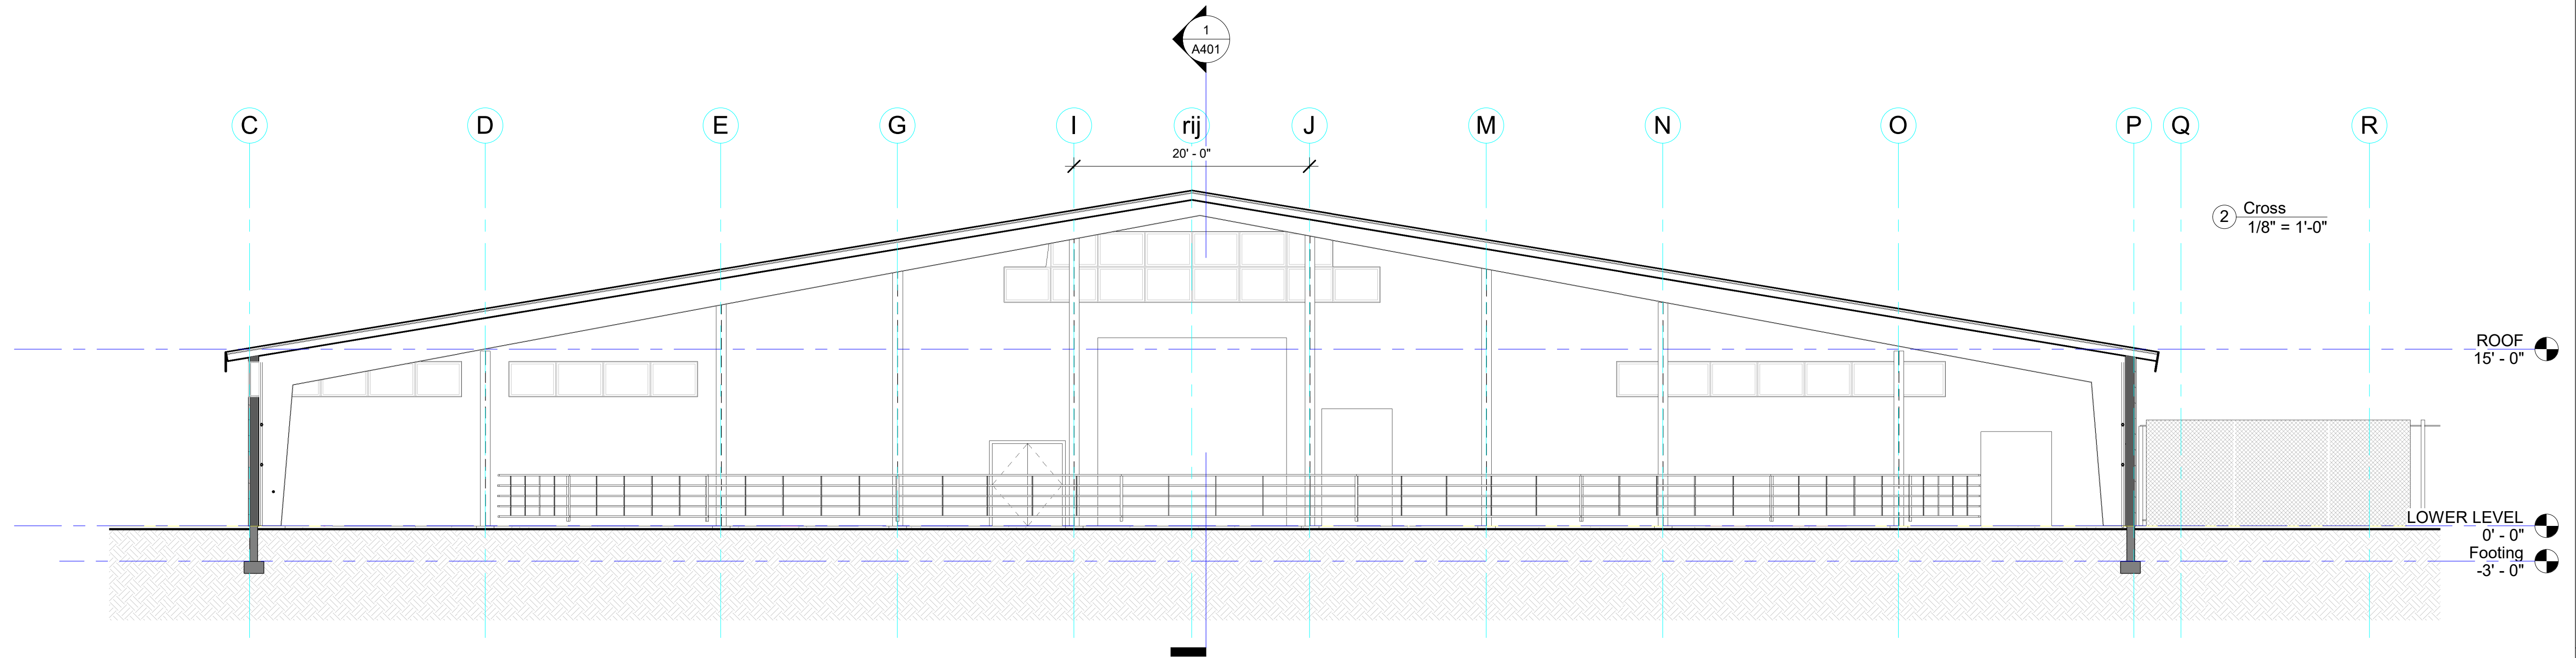 1
A401
C
D
E
G
I
rij
J
M
N
O
P
Q
R
20' - 0"
2
Cross
1/8" = 1'-0"
ROOF
15' - 0"
LOWER LEVEL
0' - 0"
Footing
-3' - 0"